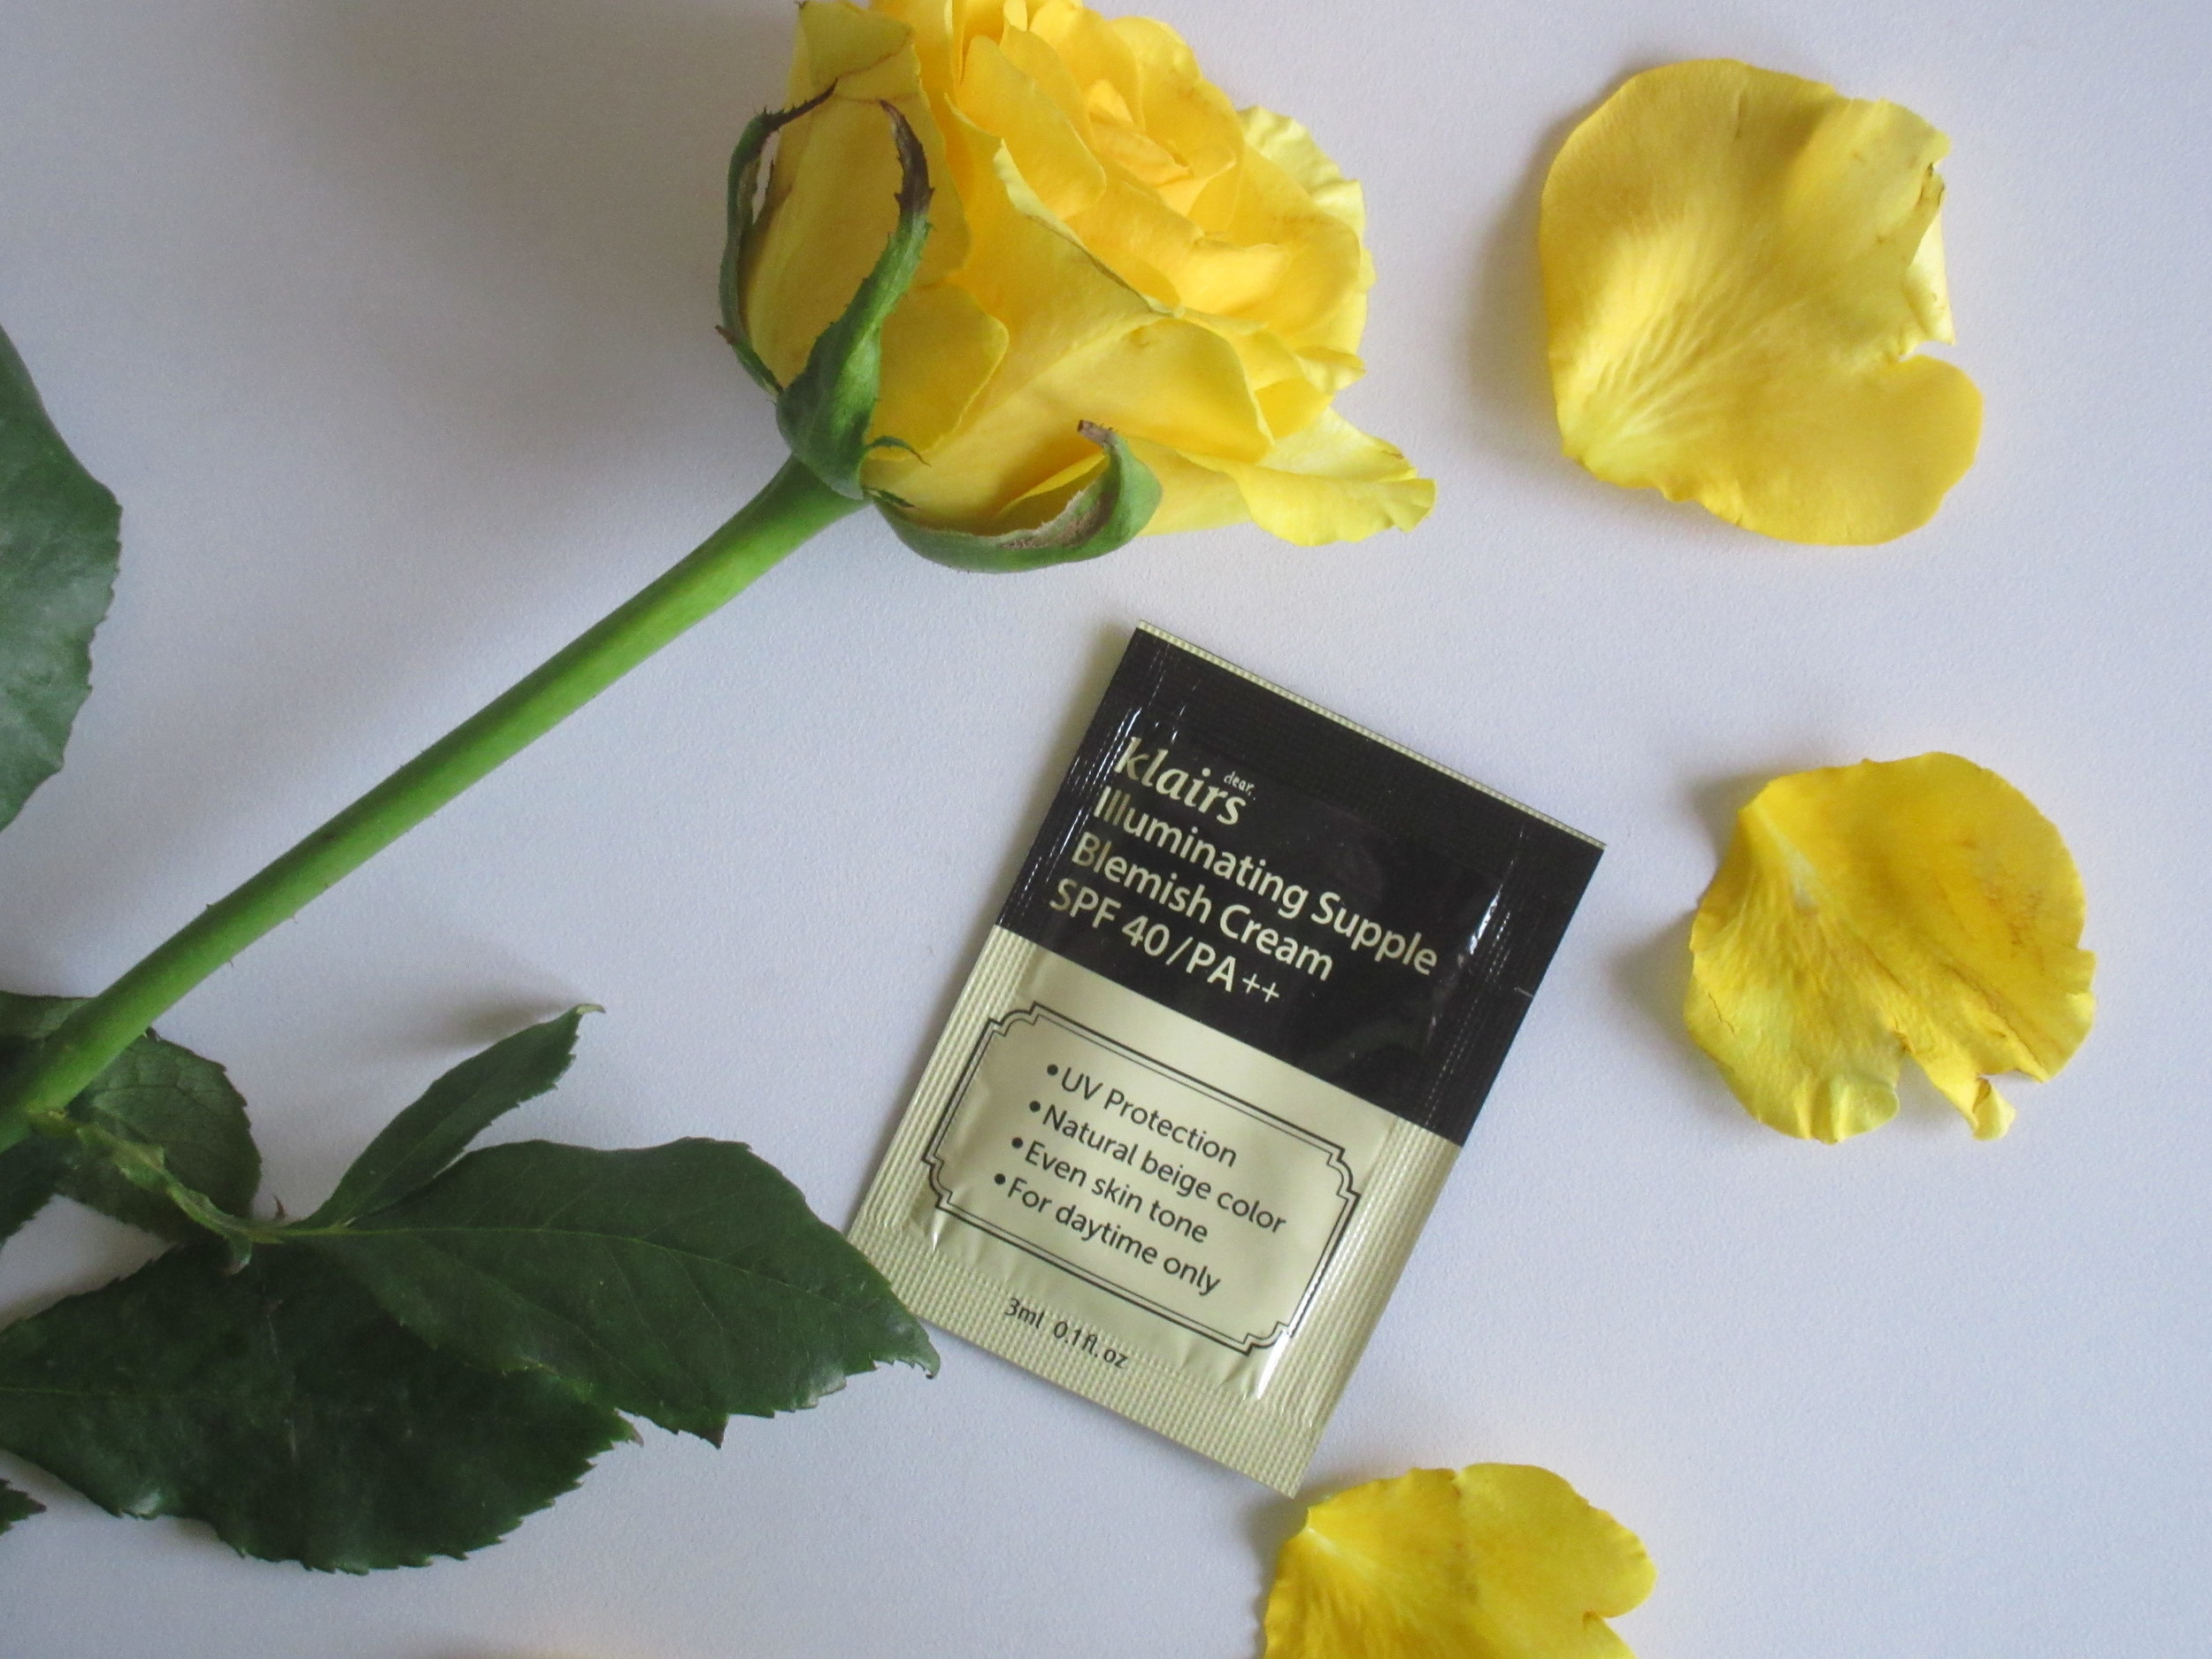 dear,
klairs
Illuminating Supple
Blemish Cream
SPF 40/PA++
• UV Protection
• Natural beige color
• Even skin tone
• For daytime only
3ml 0.1fl. oz